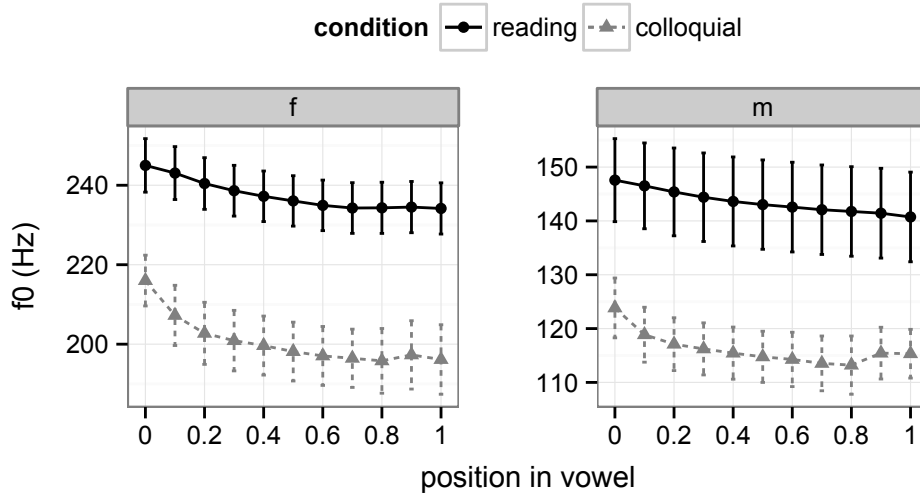 condition reading colloquial
f m
f0 (Hz)
240
220
200
150
140
130
120
110
0 0.2 0.4 0.6 0.8 1
0 0.2 0.4 0.6 0.8 1
position in vowel